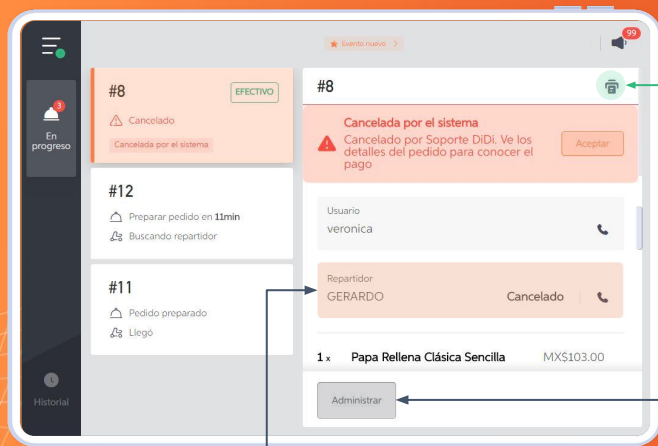 Evento nuevo >
99
3
En
progreso
Historial
#8
EFECTIVO
Cancelado
Cancelada por el sistema
#12
Preparar pedido en 11min
Buscando repartidor
#11
Pedido preparado
Llegó
#8
Cancelada por el sistema
Cancelado por Soporte DiDi. Ve los
detalles del pedido para conocer el
pago
Aceptar
Usuario
veronica
Repartidor
GERARDO Cancelado
1 x Papa Rellena Clásica Sencilla MX$103.00
Administrar